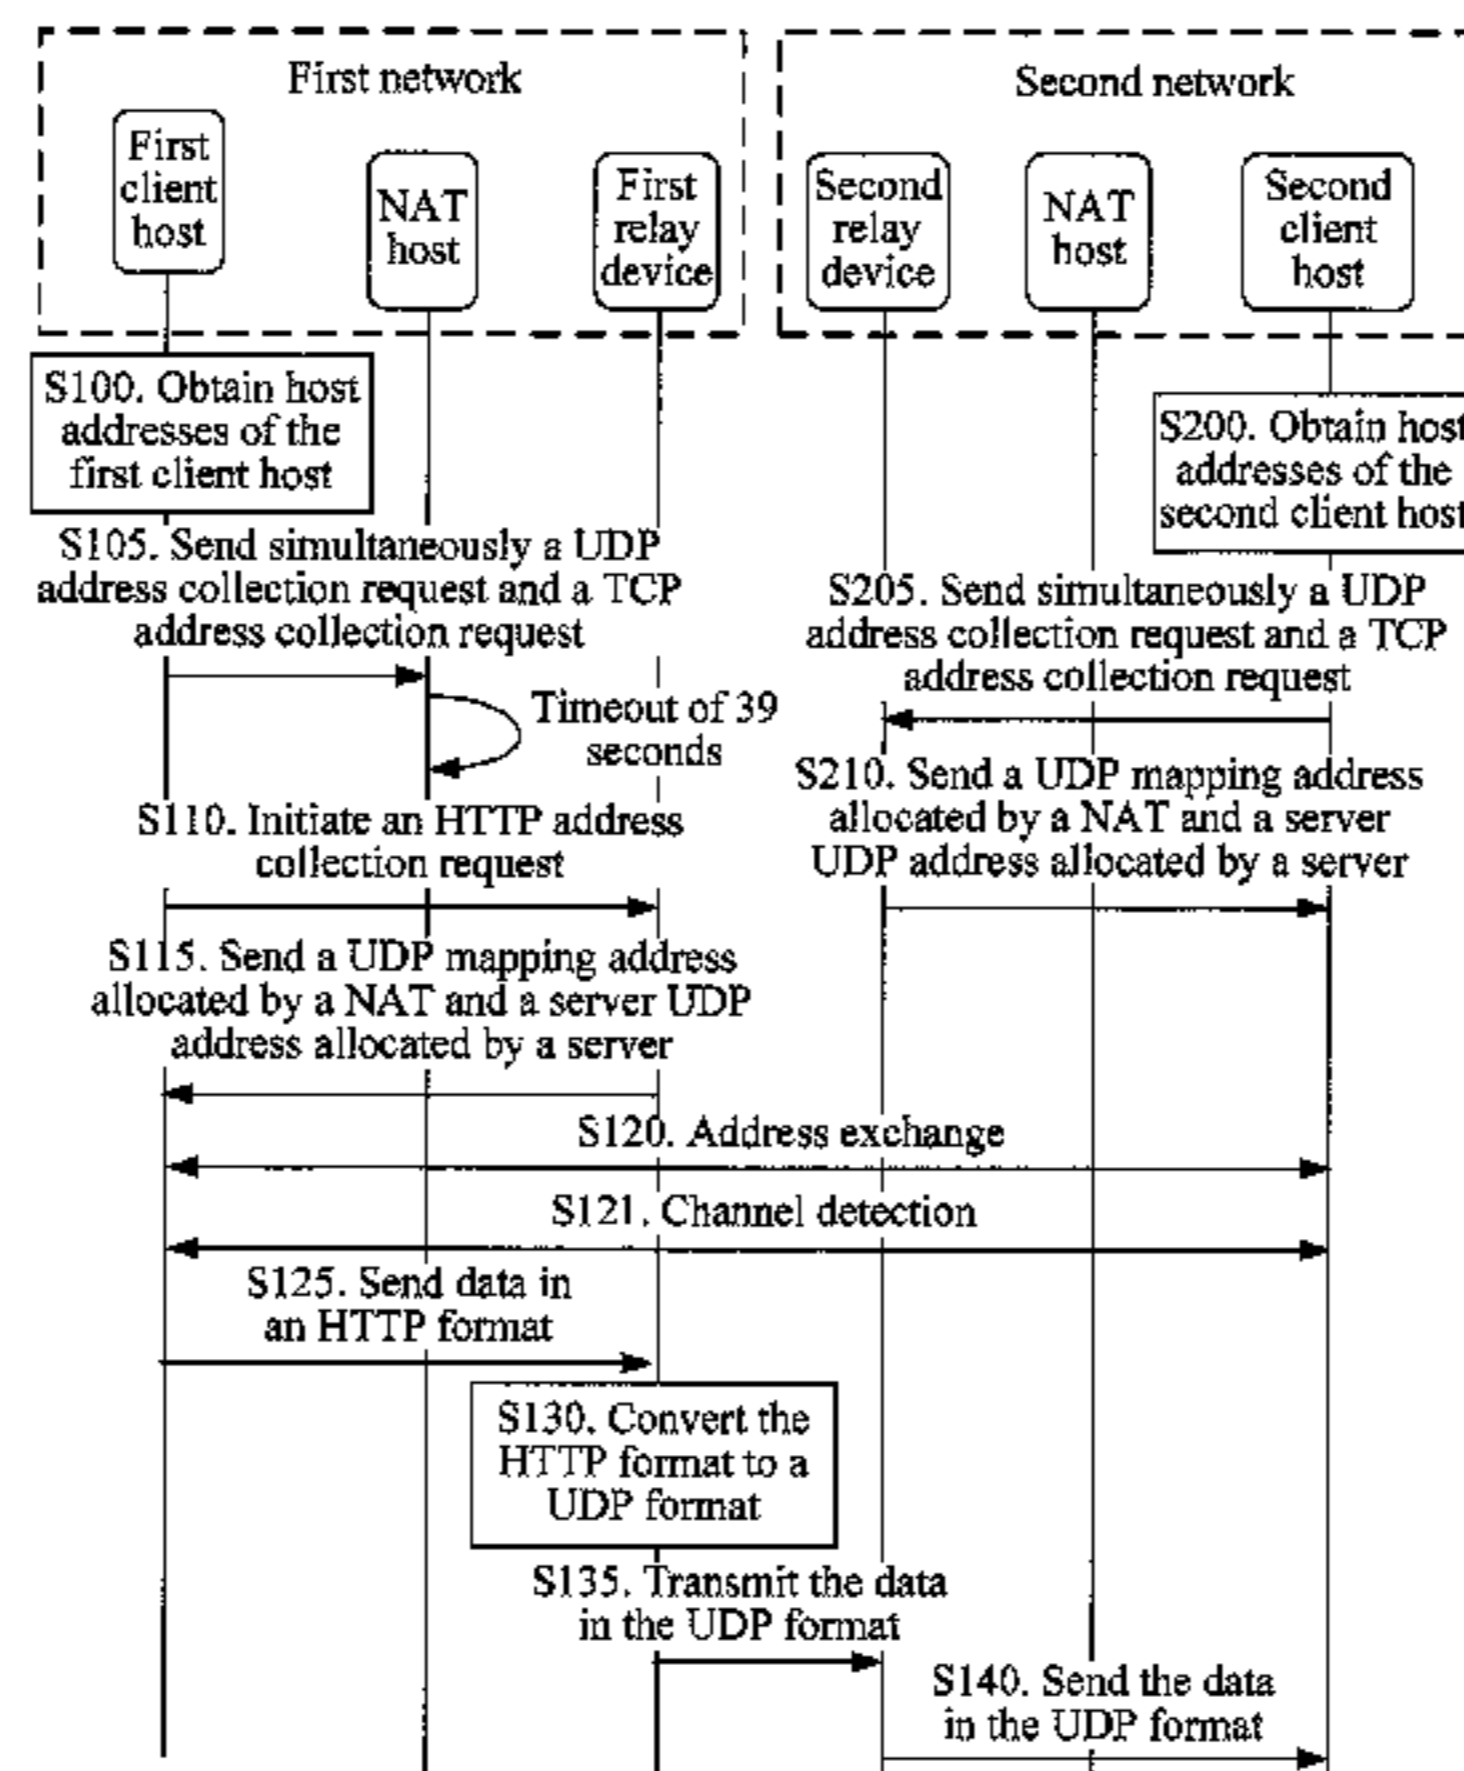 First network
Second network
First
client
host
NAT
host
First
relay
device
Second
relay
device
NAT
host
Second
client
host
S100. Obtain host
addresses of the
first client host
S200. Obtain host
addresses of the
second client host
S105. Send simultaneously a UDP
address collection request and a TCP
address collection request
S205. Send simultaneously a UDP
address collection request and a TCP
address collection request
Timeout of 39
seconds
S210. Send a UDP mapping address
allocated by a NAT and a server
UDP address allocated by a server
S110. Initiate an HTTP address
collection request
S115. Send a UDP mapping address
allocated by a NAT and a server UDP
address allocated by a server
S120. Address exchange
S121. Channel detection
S125. Send data in
an HTTP format
S130. Convert the
HTTP format to a
UDP format
S135. Transmit the data
in the UDP format
S140. Send the data
in the UDP format